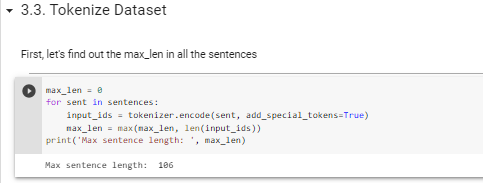 3.3. Tokenize Dataset
First, let's find out the max_len in all the sentences
max_len = 0
for sent in sentences:
    input_ids = tokenizer.encode(sent, add_special_tokens=True)
    max_len = max(max_len, len(input_ids))
print('Max sentence length: ', max_len)
Max sentence length:  106